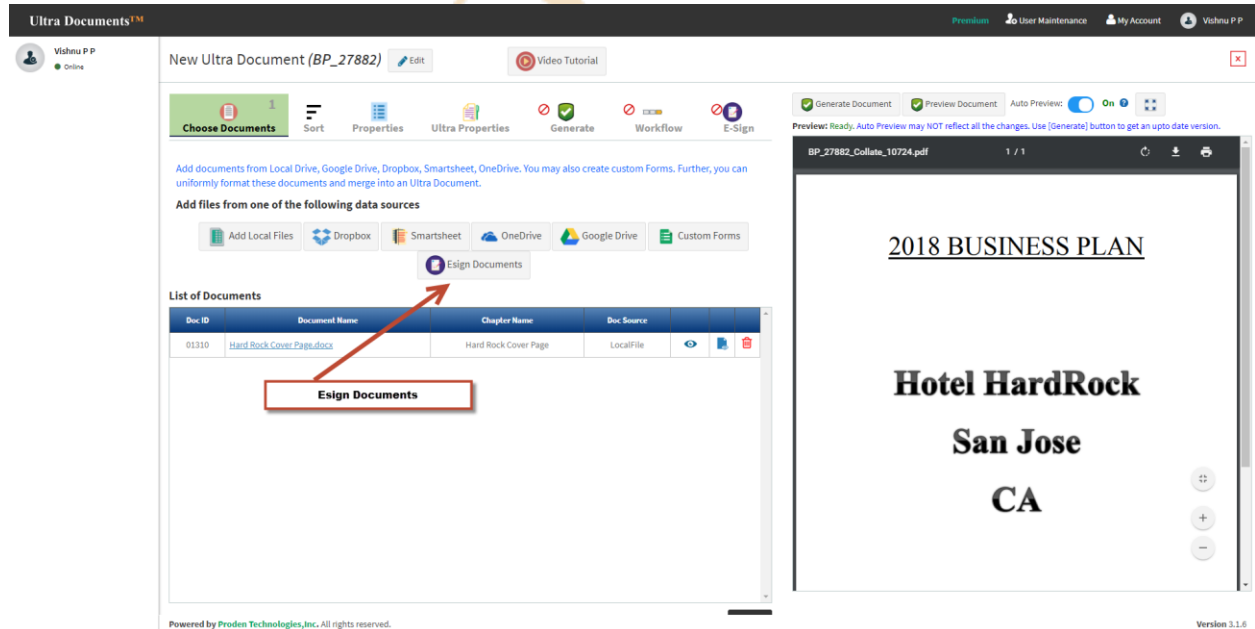 Ultra Documents™
Premium User Maintenance My Account Vishnu P P
Vishnu P P
Online
New Ultra Document (BP_27882) Edit Video Tutorial x
1
Choose Documents Sort Properties Ultra Properties Generate Workflow E-Sign
Add documents from Local Drive, Google Drive, Dropbox, Smartsheet, OneDrive. You may also create custom Forms. Further, you can
uniformly format these documents and merge into an Ultra Document.
Add files from one of the following data sources
Add Local Files Dropbox Smartsheet OneDrive Google Drive Custom Forms
Esign Documents
List of Documents
Doc ID Document Name Chapter Name Doc Source
01310 Hard Rock Cover Page.docx Hard Rock Cover Page LocalFile
Esign Documents
Generate Document Preview Document Auto Preview: On ?
Preview: Ready. Auto Preview may NOT reflect all the changes. Use [Generate] button to get an upto date version.
BP_27882_Collate_10724.pdf 1 / 1
2018 BUSINESS PLAN
Hotel HardRock
San Jose
CA
Powered by Proden Technologies,Inc. All rights reserved.
Version 3.1.6